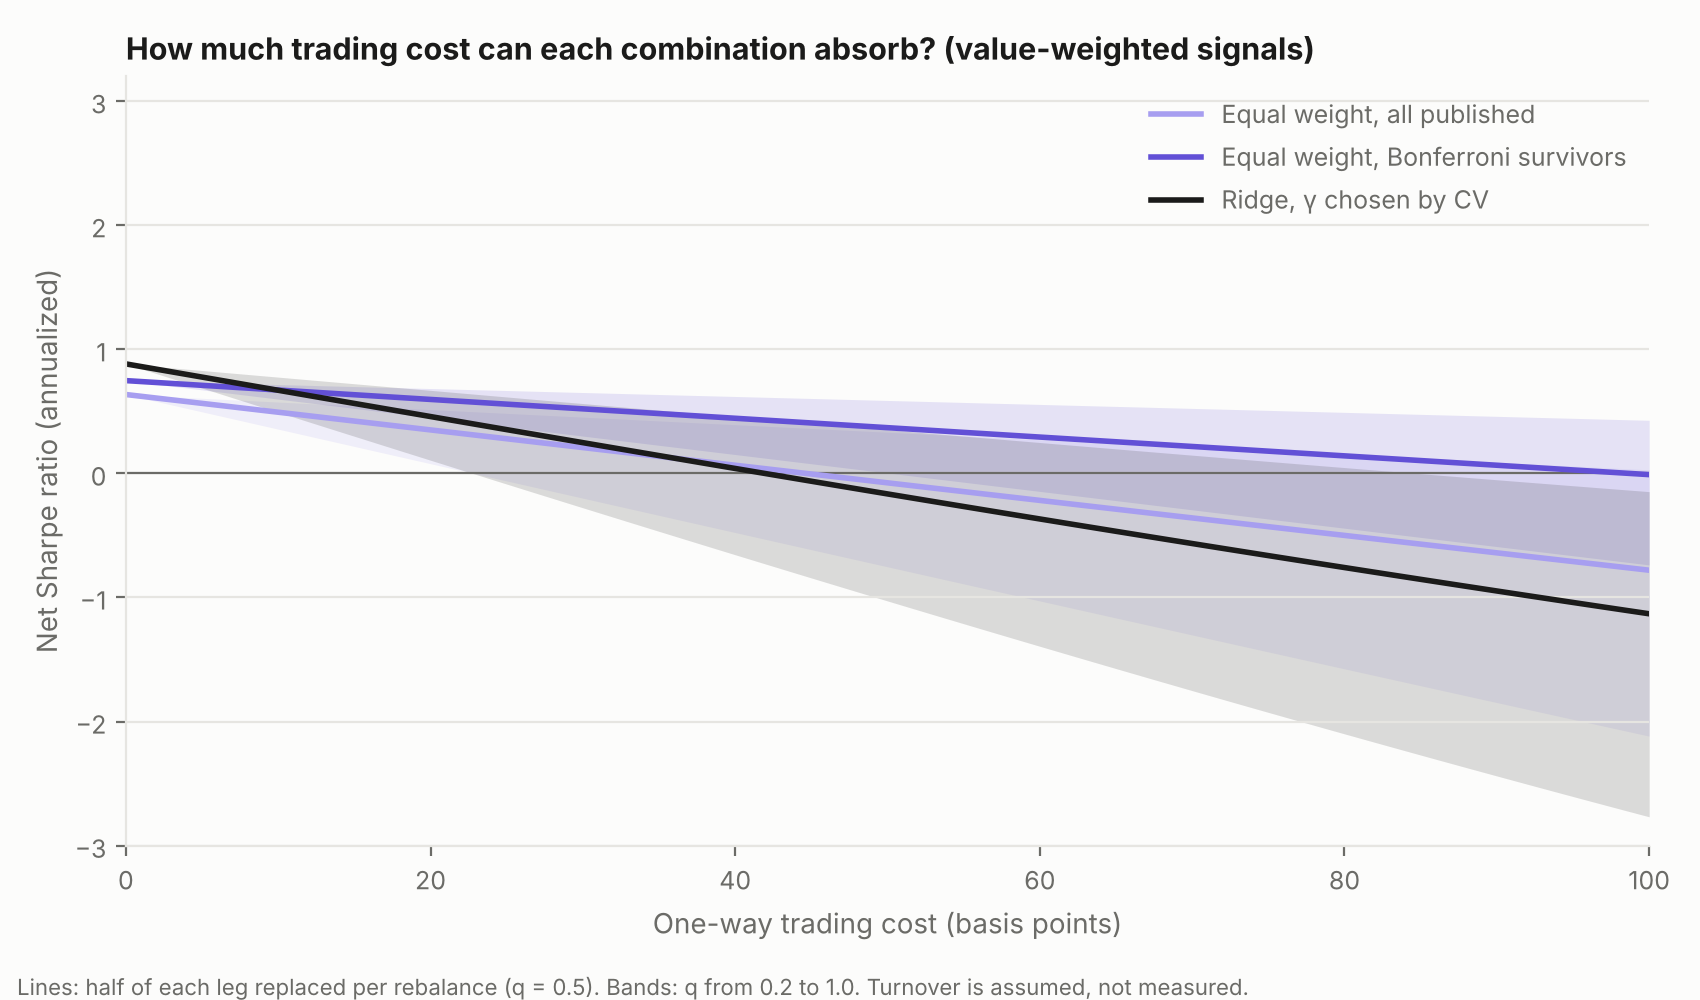 How much trading cost can each combination absorb? (value-weighted signals)
Equal weight, all published
Equal weight, Bonferroni survivors
Ridge, γ chosen by CV
Net Sharpe ratio (annualized)
3
2
1
0
−1
−2
−3
0 20 40 60 80 100
One-way trading cost (basis points)
Lines: half of each leg replaced per rebalance (q = 0.5). Bands: q from 0.2 to 1.0. Turnover is assumed, not measured.